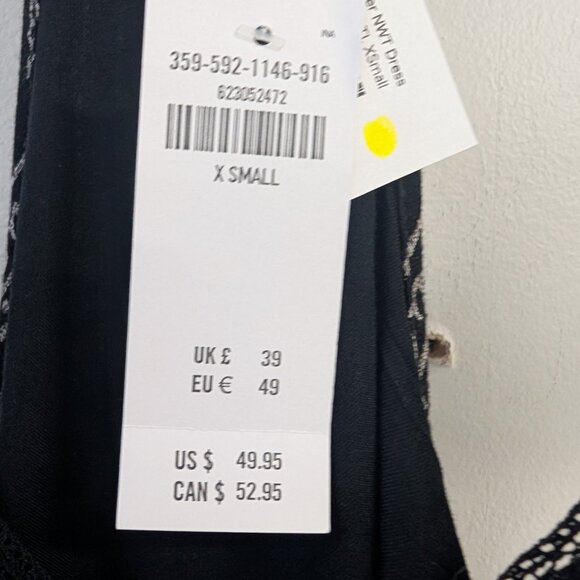 359-592-1146-916
623052472
X SMALL
UK £ 39
EU € 49
US $ 49.95
CAN $ 52.95
NWT Dress
XSmall